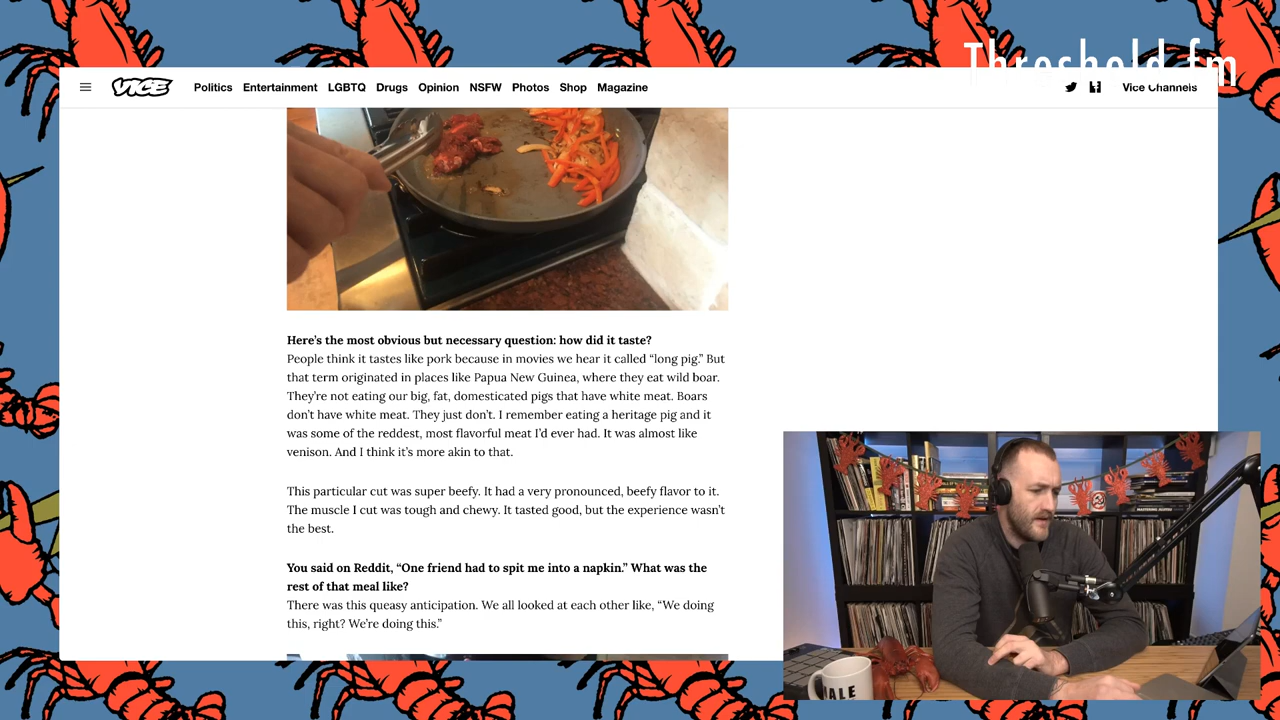 Threshold.fm
VICE Politics Entertainment LGBTQ Drugs Opinion NSFW Photos Shop Magazine Vice Channels
Here's the most obvious but necessary question: how did it taste?
People think it tastes like pork because in movies we hear it called “long pig.” But
that term originated in places like Papua New Guinea, where they eat wild boar.
They're not eating our big, fat, domesticated pigs that have white meat. Boars
don't have white meat. They just don't. I remember eating a heritage pig and it
was some of the reddest, most flavorful meat I'd ever had. It was almost like
venison. And I think it's more akin to that.
This particular cut was super beefy. It had a very pronounced, beefy flavor to it.
The muscle I cut was tough and chewy. It tasted good, but the experience wasn't
the best.
You said on Reddit, “One friend had to spit me into a napkin.” What was the
rest of that meal like?
There was this queasy anticipation. We all looked at each other like, “We doing
this, right? We're doing this.”
ALE